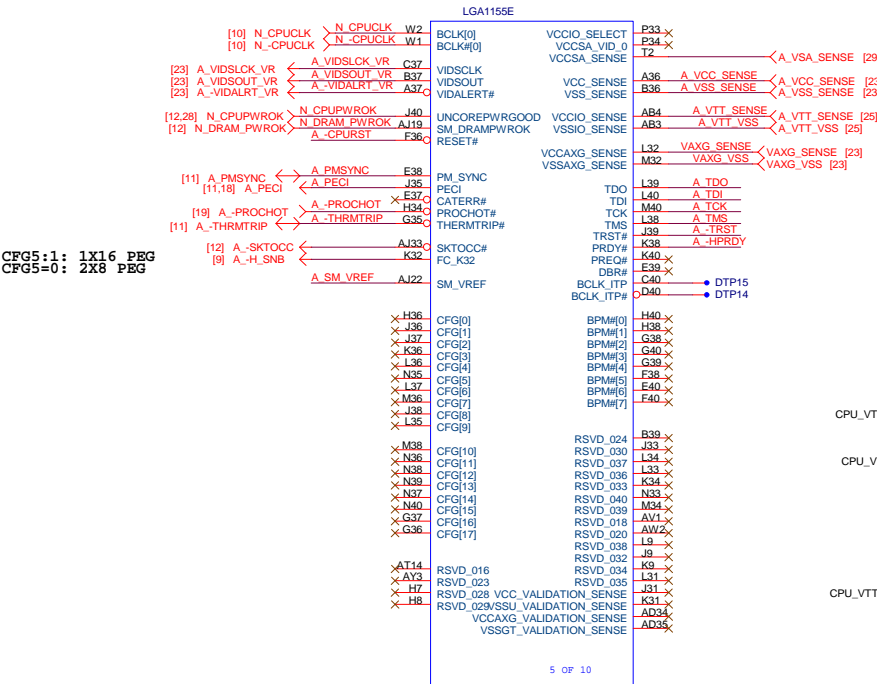 LGA1155E
[10] N_CPUCLK N_CPUCLK W2 BCLK[0] VCCIO_SELECT P33
[10] N_-CPUCLK N_-CPUCLK W1 BCLK#[0] VCCSA_VID_0 P34
VCCSA_SENSE T2 A_VSA_SENSE [29
[23] A_VIDSLCK_VR A_VIDSLCK_VR C37 VIDSCLK
[23] A_VIDSOUT_VR A_VIDSOUT_VR B37 VIDSOUT VCC_SENSE A36 A_VCC_SENSE A_VCC_SENSE [23
[23] A_-VIDALRT_VR A_-VIDALRT_VR A37 VIDALERT# VSS_SENSE B36 A_VSS_SENSE A_VSS_SENSE [23
[12,28] N_CPUPWROK N_CPUPWROK J40 UNCOREPWRGOOD VCCIO_SENSE AB4 A_VTT_SENSE A_VTT_SENSE [25]
[12] N_DRAM_PWROK N_DRAM_PWROK AJ19 SM_DRAMPWROK VSSIO_SENSE AB3 A_VTT_VSS A_VTT_VSS [25]
A_-CPURST F36 RESET#
VCCAXG_SENSE L32 VAXG_SENSE VAXG_SENSE [23]
VSSAXG_SENSE M32 VAXG_VSS VAXG_VSS [23]
[11] A_PMSYNC A_PMSYNC E38 PM_SYNC
[11,18] A_PECI A_PECI J35 PECI TDO L39 A_TDO
E37 CATERR# TDI L40 A_TDI
[19] A_-PROCHOT A_-PROCHOT H34 PROCHOT# TCK M40 A_TCK
[11] A_-THRMTRIP A_-THRMTRIP G35 THERMTRIP# TMS L38 A_TMS
TRST# J39 A_-TRST
[12] A_-SKTOCC AJ33 SKTOCC# PRDY# K38 A_-HPRDY
CFG5:1: 1X16 PEG
[9] A_-H_SNB K32 FC_K32 PREQ# K40
CFG5=0: 2X8 PEG
DBR# E39
A_SM_VREF AJ22 SM_VREF BCLK_ITP C40 DTP15
BCLK_ITP# D40 DTP14
H36 CFG[0] BPM#[0] H40
J36 CFG[1] BPM#[1] H38
J37 CFG[2] BPM#[2] G38
K36 CFG[3] BPM#[3] G40
L36 CFG[4] BPM#[4] G39
N35 CFG[5] BPM#[5] F38
L37 CFG[6] BPM#[6] E40
M36 CFG[7] BPM#[7] F40
J38 CFG[8]
CPU_VT
L35 CFG[9]
RSVD_024 B39
M38 CFG[10] RSVD_030 J33
N36 CFG[11] RSVD_037 L34
CPU_V
N38 CFG[12] RSVD_036 L33
N39 CFG[13] RSVD_033 K34
N37 CFG[14] RSVD_040 N33
N40 CFG[15] RSVD_039 M34
G37 CFG[16] RSVD_018 AV1
G36 CFG[17] RSVD_020 AW2
RSVD_038 L9
RSVD_032 J9
AT14 RSVD_016 RSVD_034 K9
AY3 RSVD_023 RSVD_035 L31
H7 RSVD_028 VCC_VALIDATION_SENSE J31
CPU_VTT
H8 RSVD_029 VSSU_VALIDATION_SENSE K31
VCCAXG_VALIDATION_SENSE AD34
VSSGT_VALIDATION_SENSE AD35
5 OF 10